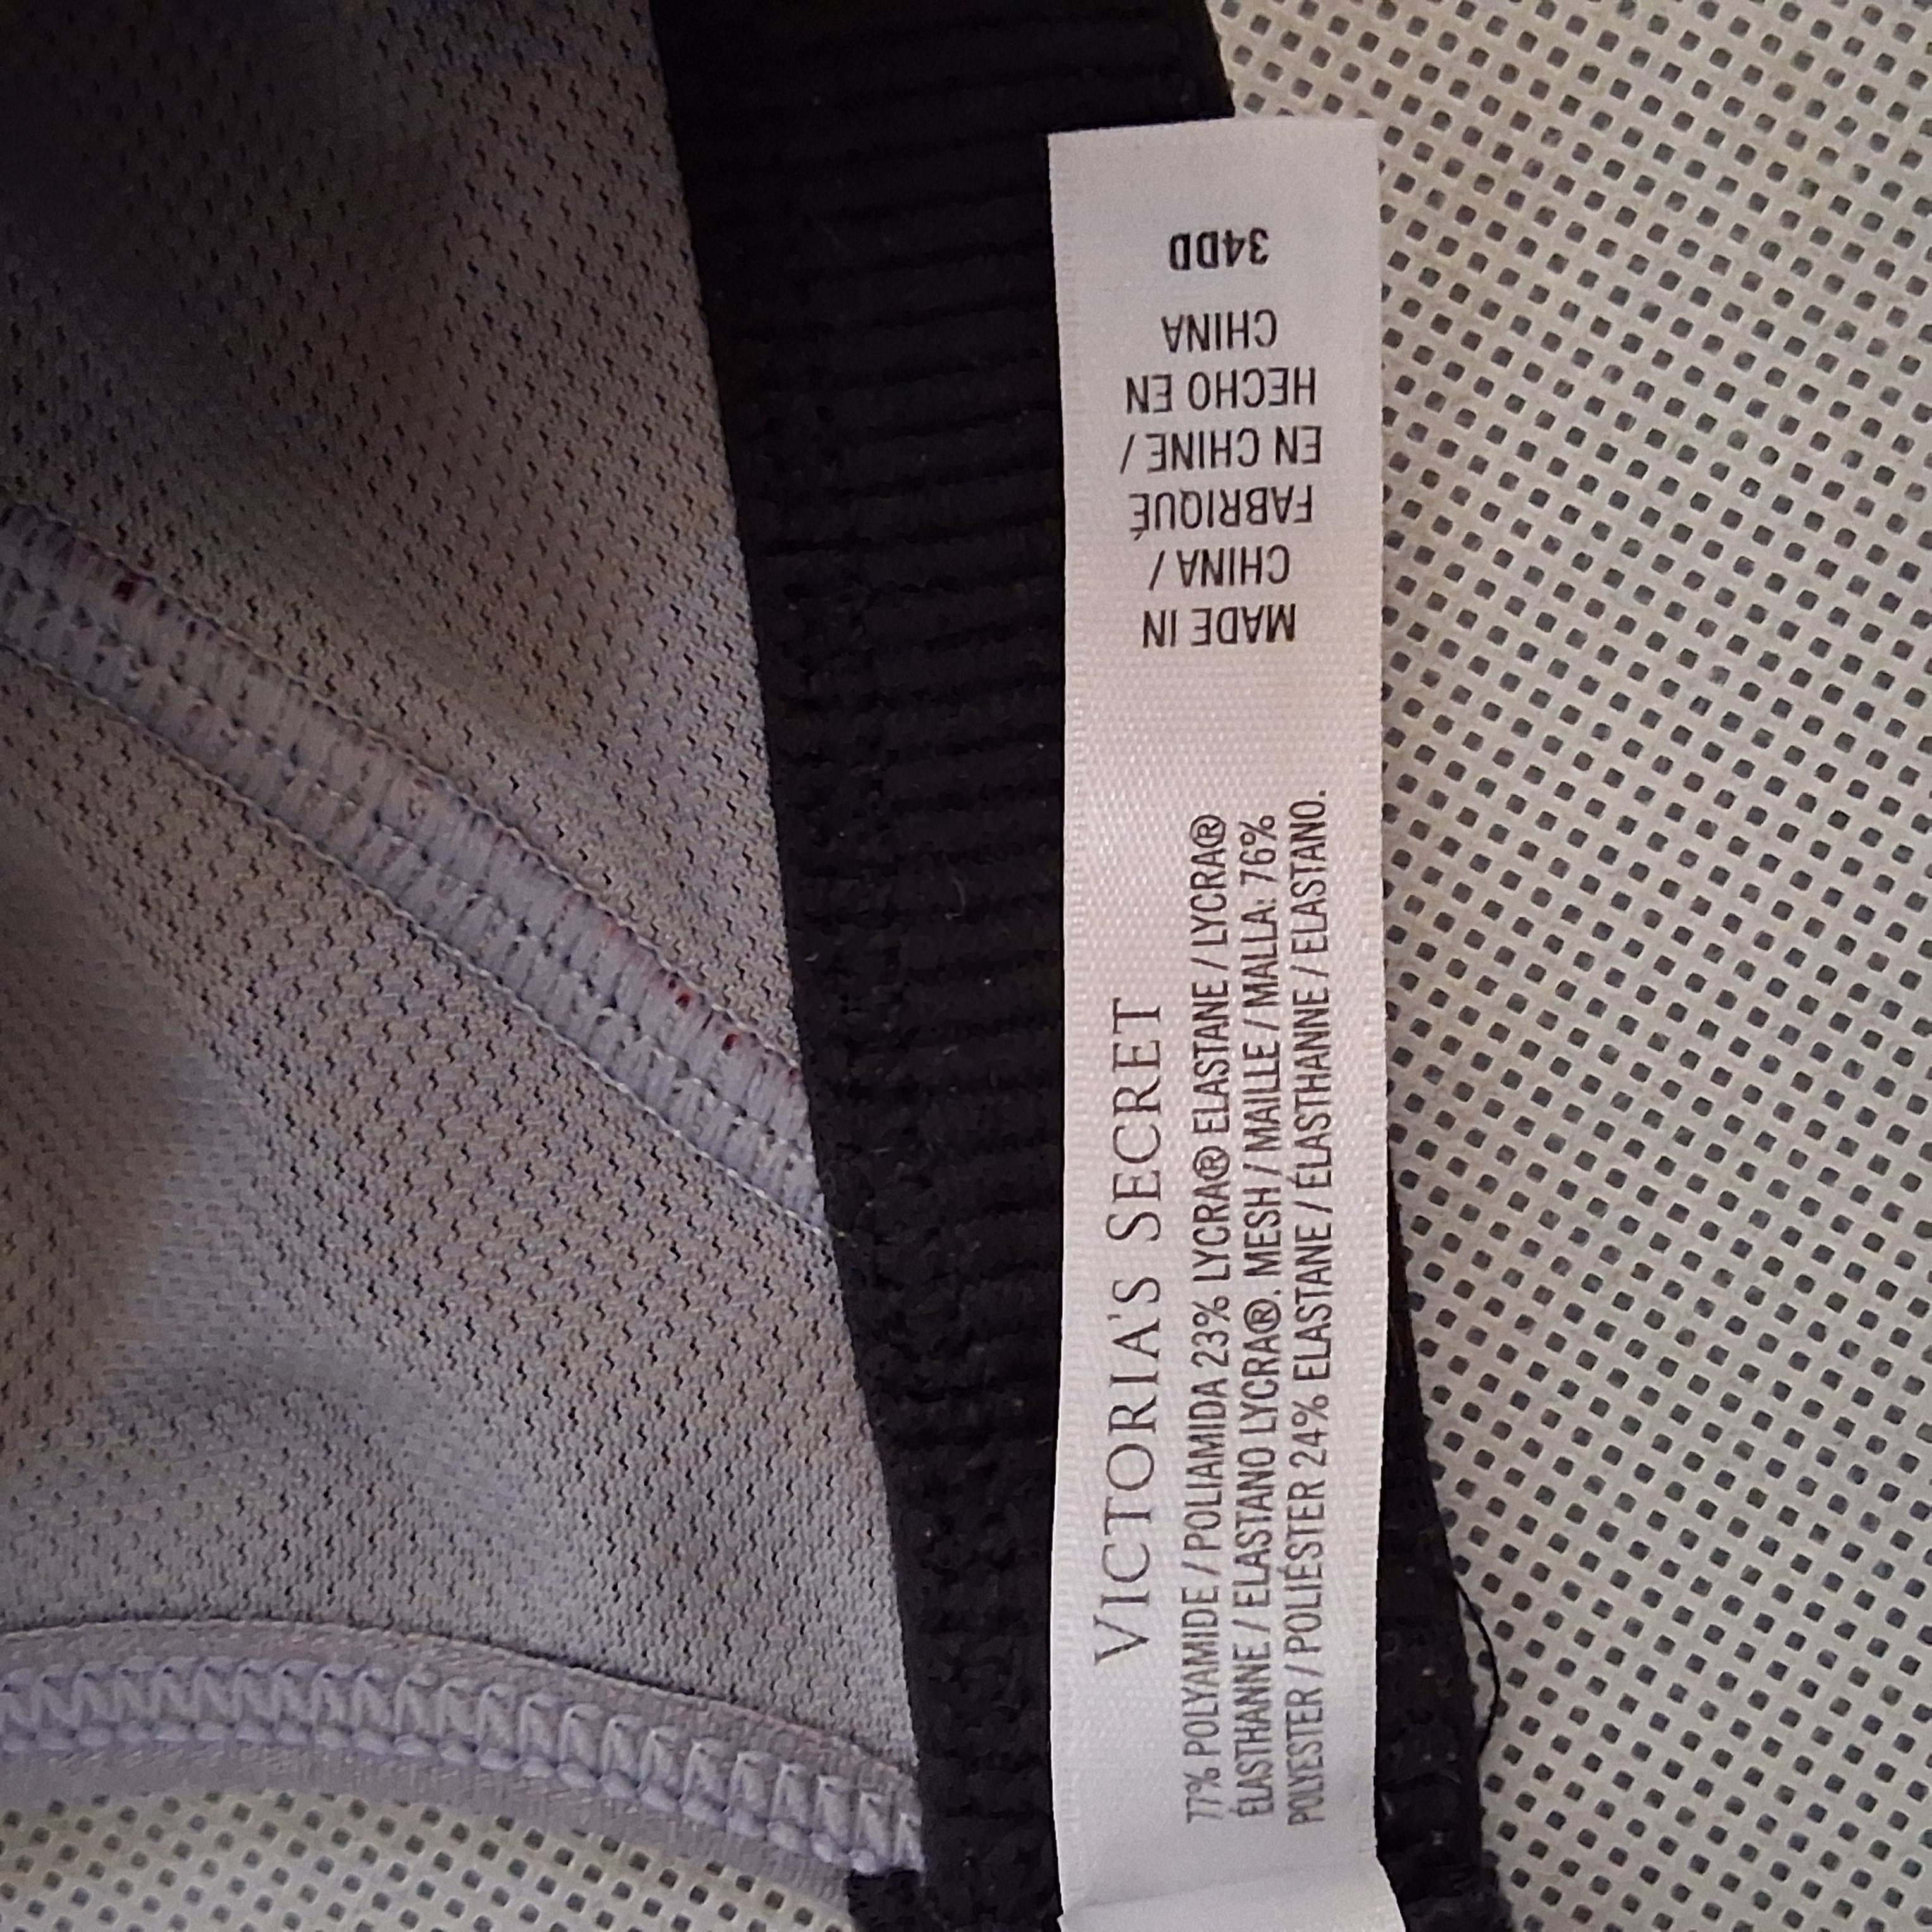 VICTORIA'S SECRET
77% POLYAMIDE / POLIAMIDA 23% LYCRA® ELASTANE / LYCRA®
ÉLASTHANNE / ELASTANO LYCRA®. MESH / MAILLE / MALLA: 76%
POLYESTER / POLIÉSTER 24% ELASTANE / ÉLASTHANNE / ELASTANO.
MADE IN
CHINA /
FABRIQUÉ
EN CHINE /
HECHO EN
CHINA
34DD